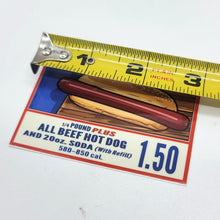 1 2 3
INCHES
1/4 POUND PLUS
ALL BEEF HOT DOG
AND 20oz. SODA (With Refill)
580-850 cal.
1.50